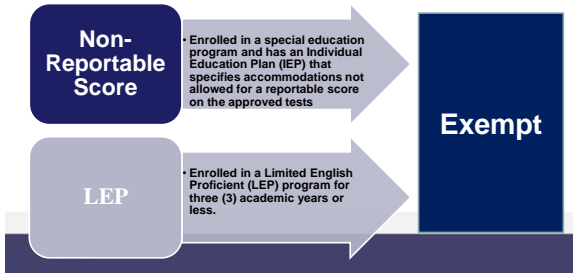 Non-
Reportable
Score
• Enrolled in a special education
program and has an Individual
Education Plan (IEP) that
specifies accommodations not
allowed for a reportable score
on the approved tests
Exempt
LEP
• Enrolled in a Limited English
Proficient (LEP) program for
three (3) academic years or
less.